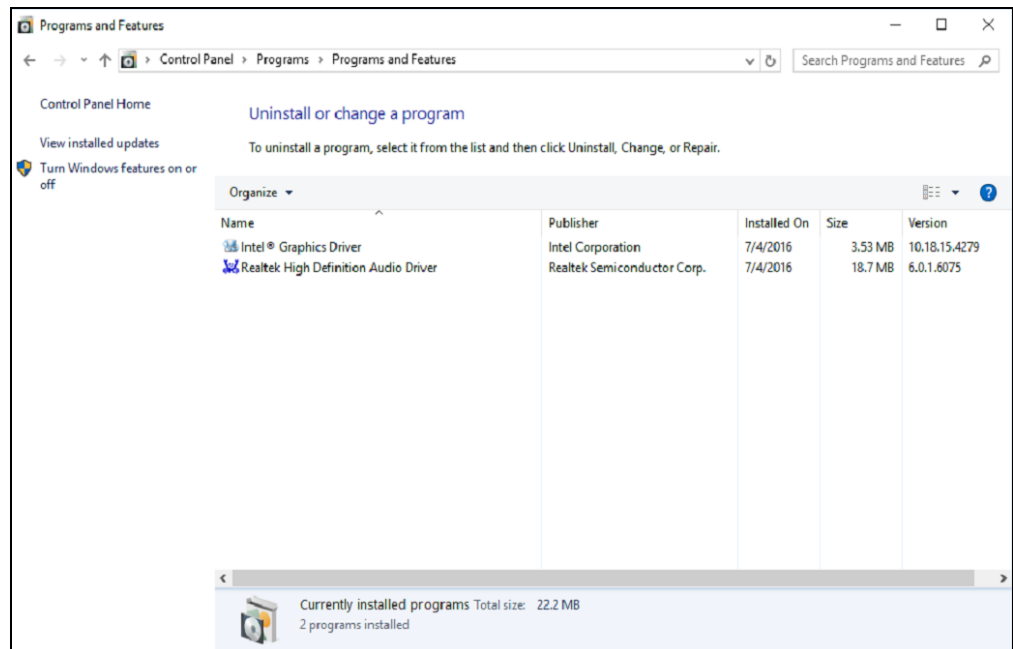 Programs and Features
Control Panel > Programs > Programs and Features
Search Programs and Features
Control Panel Home
View installed updates
Turn Windows features on or
off
Uninstall or change a program
To uninstall a program, select it from the list and then click Uninstall, Change, or Repair.
Organize
Name Publisher Installed On Size Version
Intel ® Graphics Driver Intel Corporation 7/4/2016 3.53 MB 10.18.15.4279
Realtek High Definition Audio Driver Realtek Semiconductor Corp. 7/4/2016 18.7 MB 6.0.1.6075
Currently installed programs Total size: 22.2 MB
2 programs installed